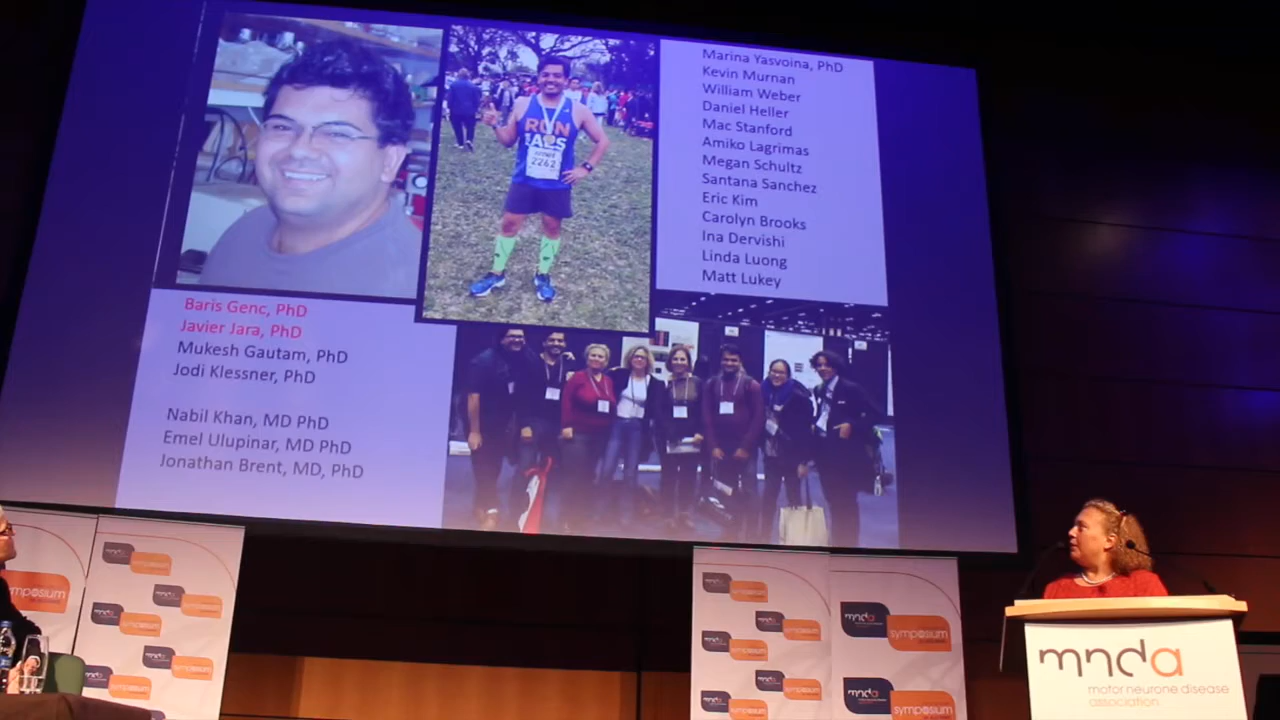 Marina Yasvoina, PhD
Kevin Murnan
William Weber
Daniel Heller
Mac Stanford
Amiko Lagrimas
Megan Schultz
Santana Sanchez
Eric Kim
Carolyn Brooks
Ina Dervishi
Linda Luong
Matt Lukey
RUN
2262
Baris Genc, PhD
Javier Jara, PhD
Mukesh Gautam, PhD
Jodi Klessner, PhD
Nabil Khan, MD PhD
Emel Ulupinar, MD PhD
Jonathan Brent, MD, PhD
mnda
symposium
mnda
symposium
mnda
motor neurone disease
association